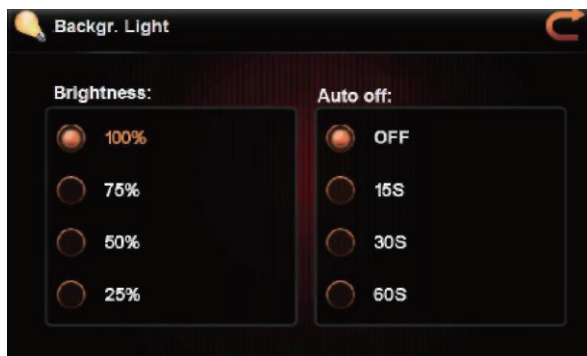 Backgr. Light
Brightness:
100%
75%
50%
25%
Auto off:
OFF
15S
30S
60S